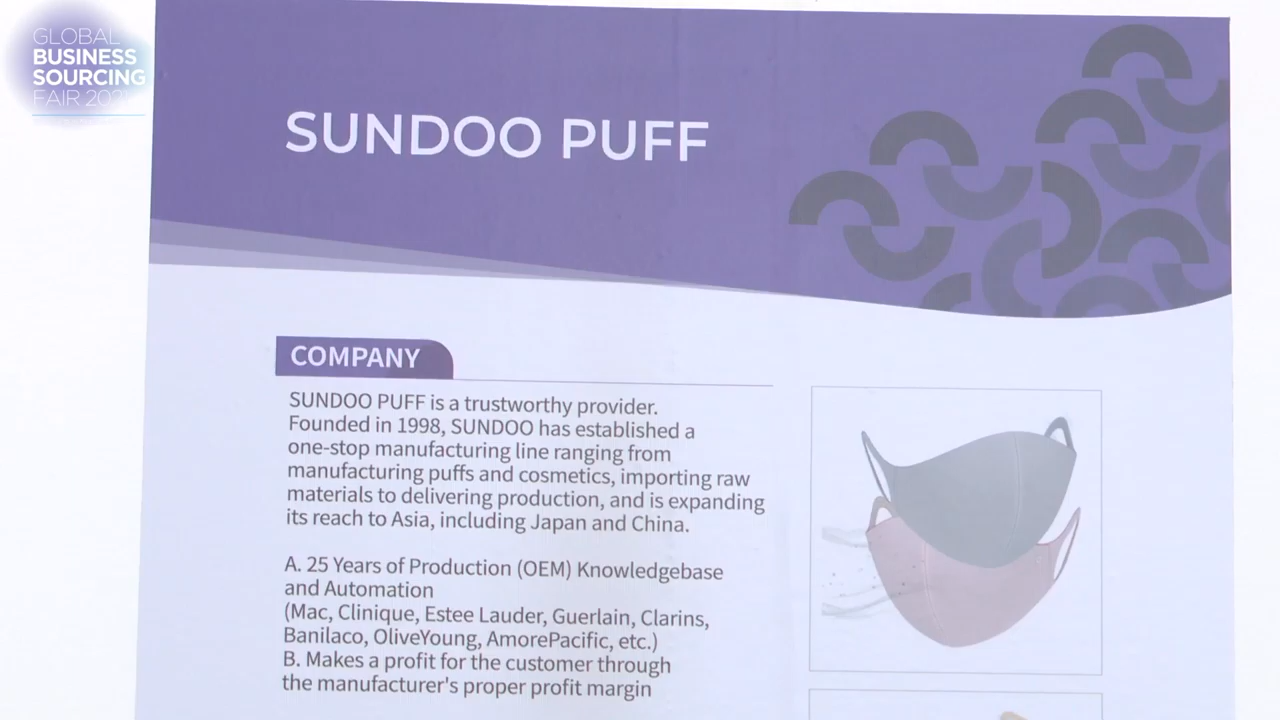 GLOBAL
BUSINESS
SOURCING
FAIR
SUNDOO PUFF
COMPANY
SUNDOO PUFF is a trustworthy provider.
Founded in 1998, SUNDOO has established a
one-stop manufacturing line ranging from
manufacturing puffs and cosmetics, importing raw
materials to delivering production, and is expanding
its reach to Asia, including Japan and China.
A. 25 Years of Production (OEM) Knowledgebase
and Automation
(Mac, Clinique, Estee Lauder, Guerlain, Clarins,
Banilaco, OliveYoung, AmorePacific, etc.)
B. Makes a profit for the customer through
the manufacturer's proper profit margin